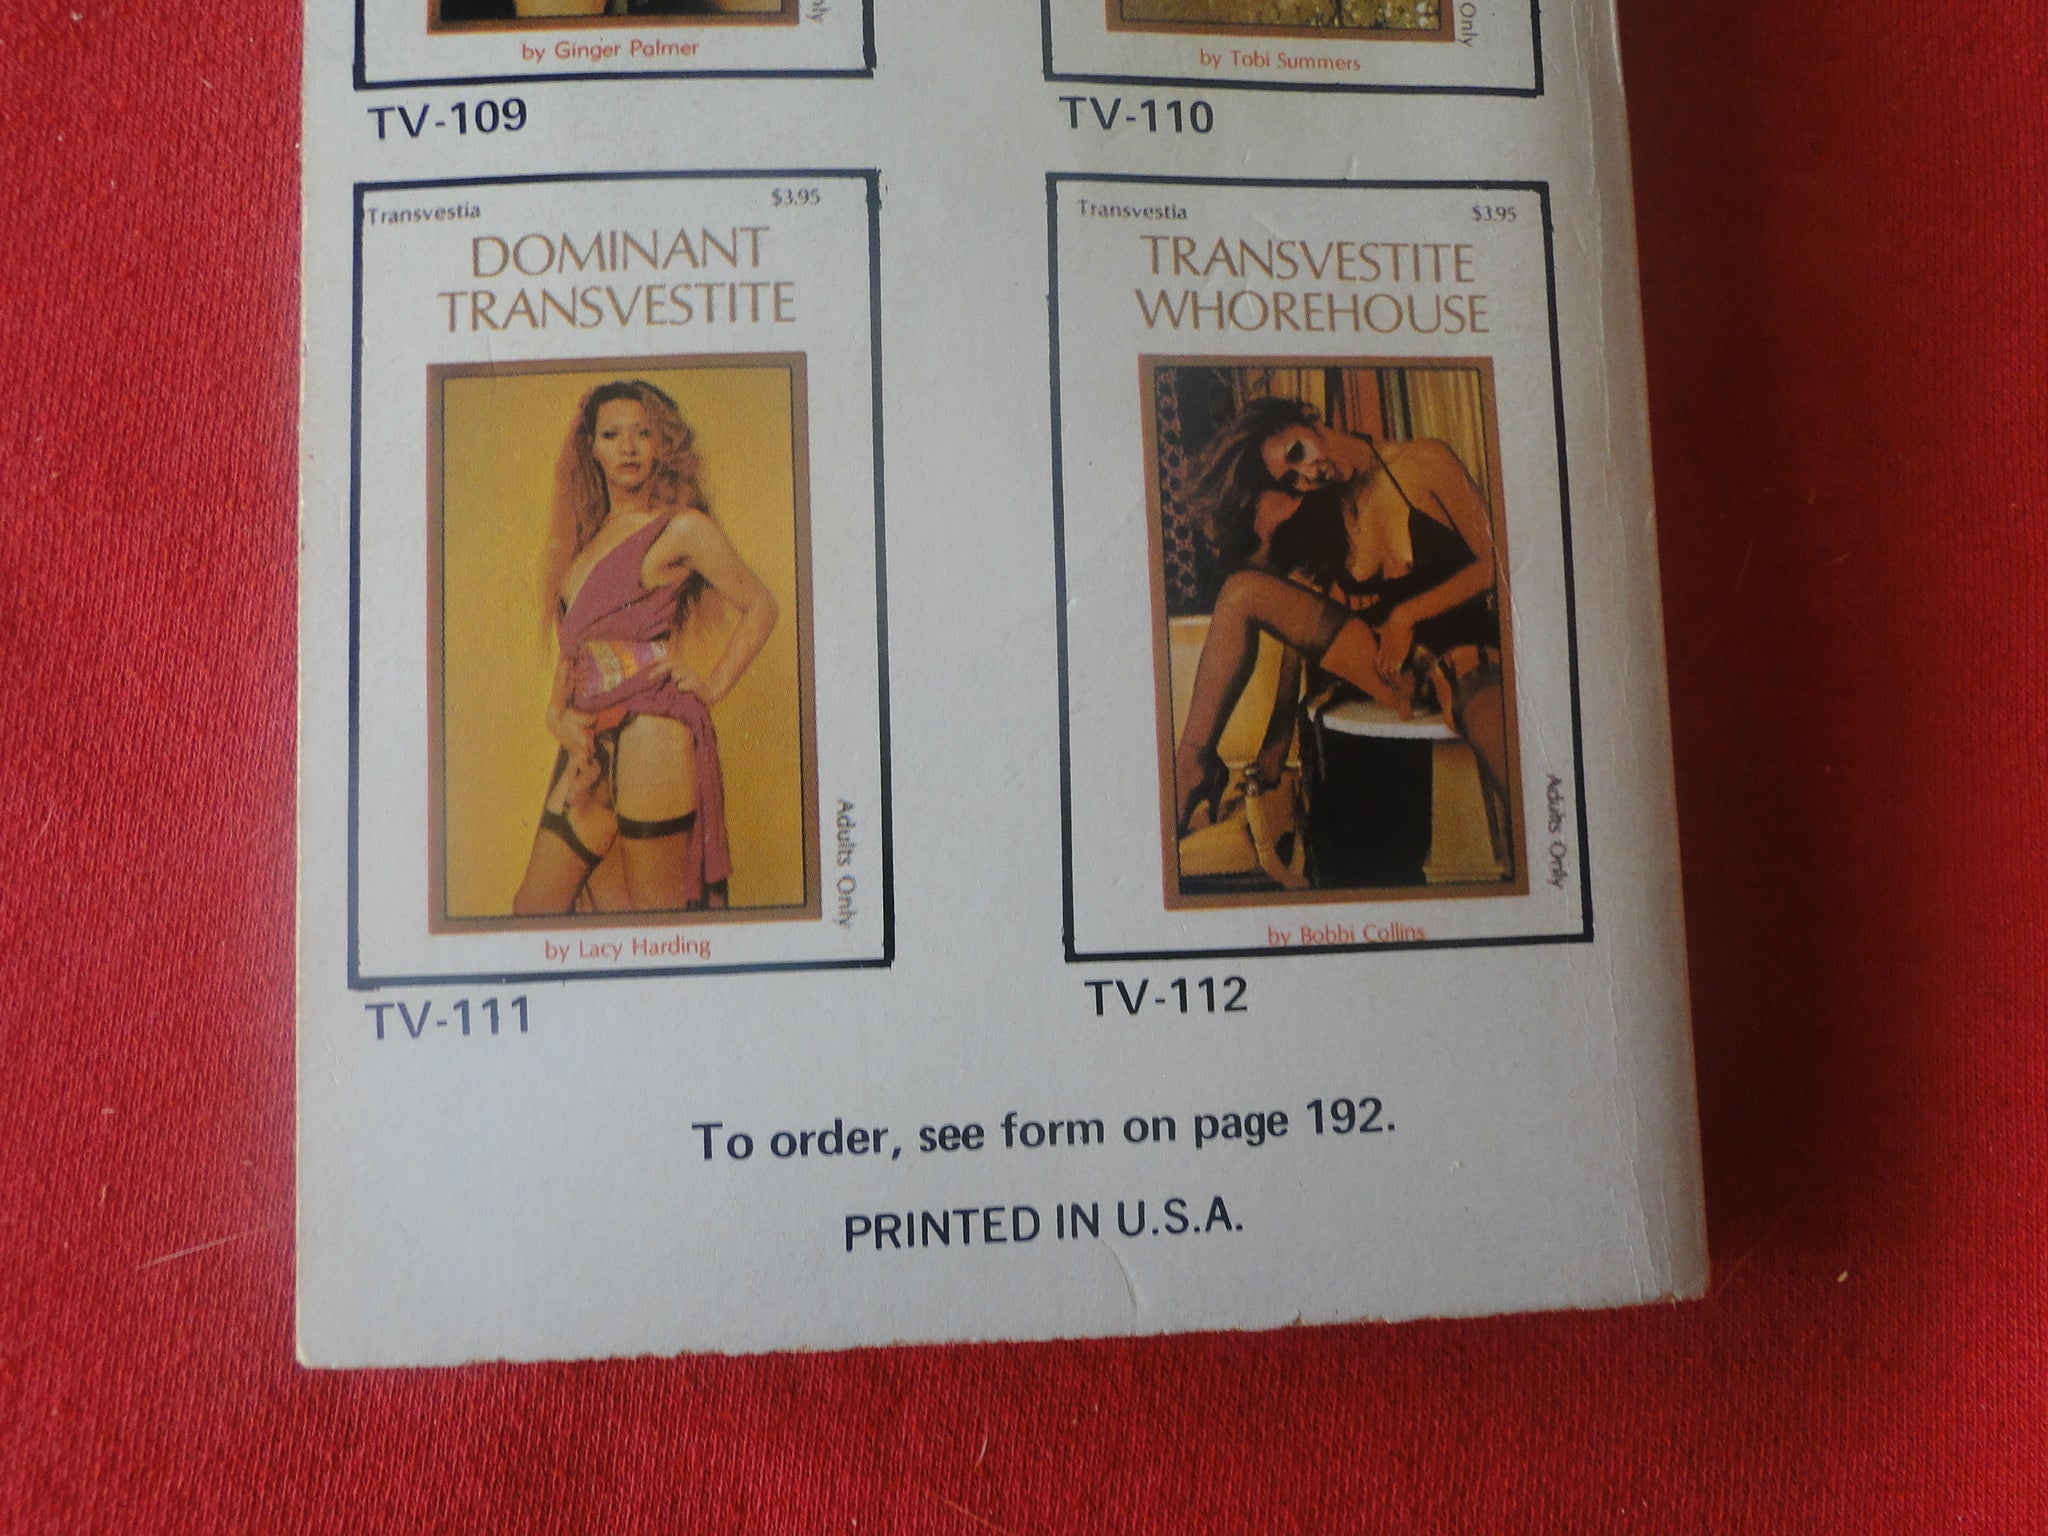 by Ginger Palmer
nly
TV-109
by Tobi Summers
Only
TV-110
Transvestia
$3.95
DOMINANT
TRANSVESTITE
Adults Only
by Lacy Harding
TV-111
Transvestia
$3.95
TRANSVESTITE
WHOREHOUSE
Adults Only
by Bobbi Collins
TV-112
To order, see form on page 192.
PRINTED IN U.S.A.